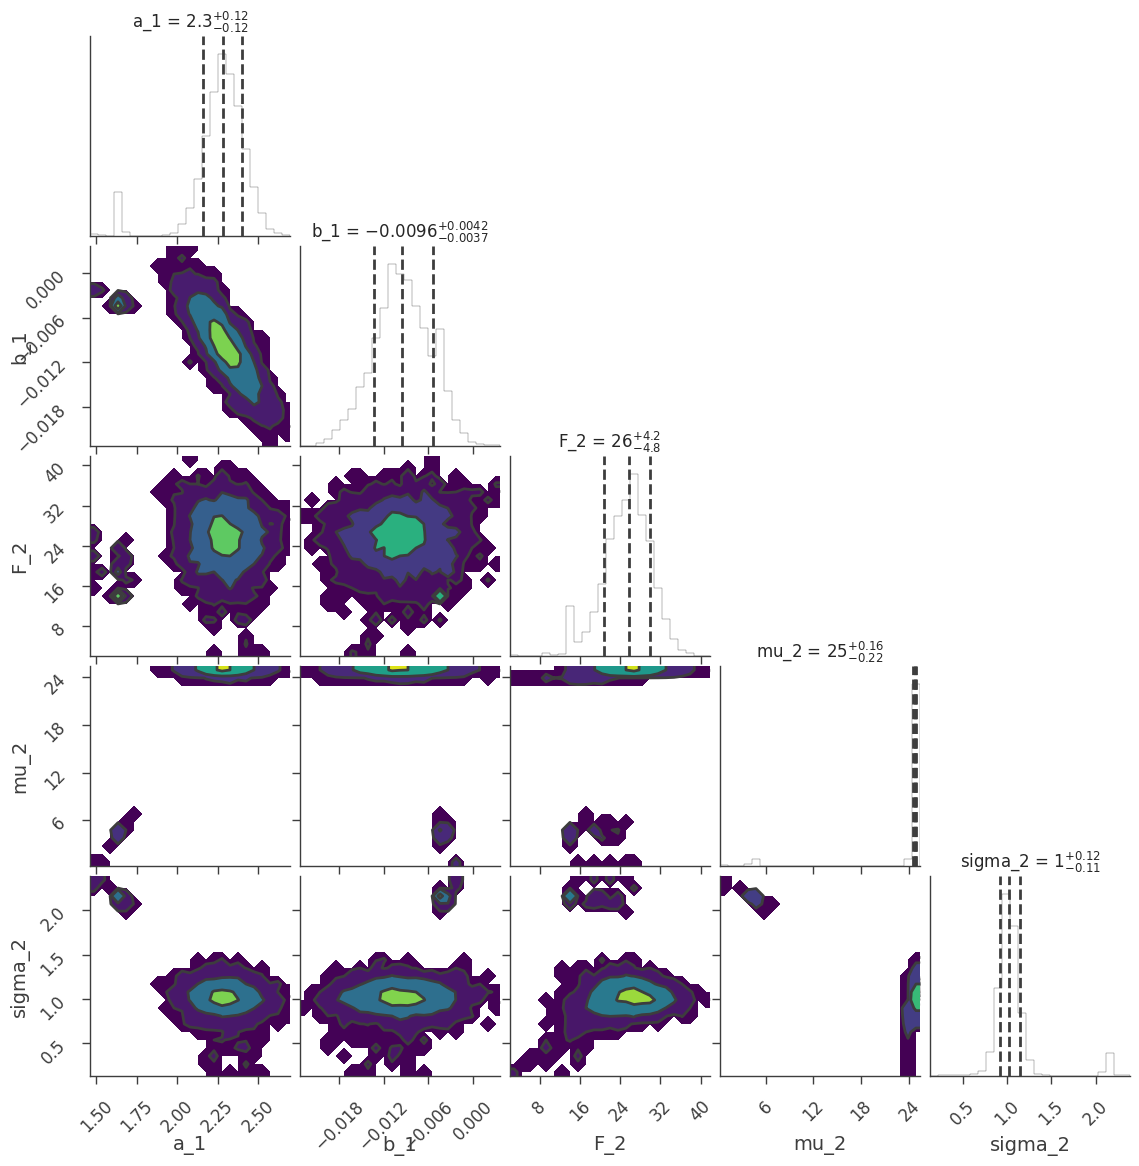 a_1 = 2.3+0.12−0.12
b_1 = −0.0096+0.0042−0.0037
0.000
−0.006
−0.012
−0.018
b_1
F_2 = 26+4.2−4.8
40
32
24
16
8
F_2
mu_2 = 25+0.16−0.22
24
18
12
6
mu_2
sigma_2 = 1+0.12−0.11
2.0
1.5
1.0
0.5
sigma_2
1.50 1.75 2.00 2.25 2.50
−0.018 −0.012 −0.006 0.000
8 16 24 32 40
6 12 18 24
0.5 1.0 1.5 2.0
a_1 b_1 F_2 mu_2 sigma_2